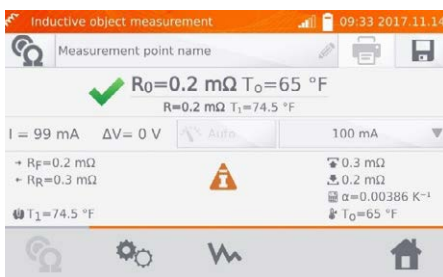 Inductive object measurement 09:33 2017.11.14
Measurement point name
R₀=0.2 mΩ Tₒ=65 °F
R=0.2 mΩ T₁=74.5 °F
I = 99 mA ΔV= 0 V Auto 100 mA
→ RF=0.2 mΩ 0.3 mΩ
← RR=0.3 mΩ 0.2 mΩ
α=0.00386 K⁻¹
T₁=74.5 °F T₀=65 °F